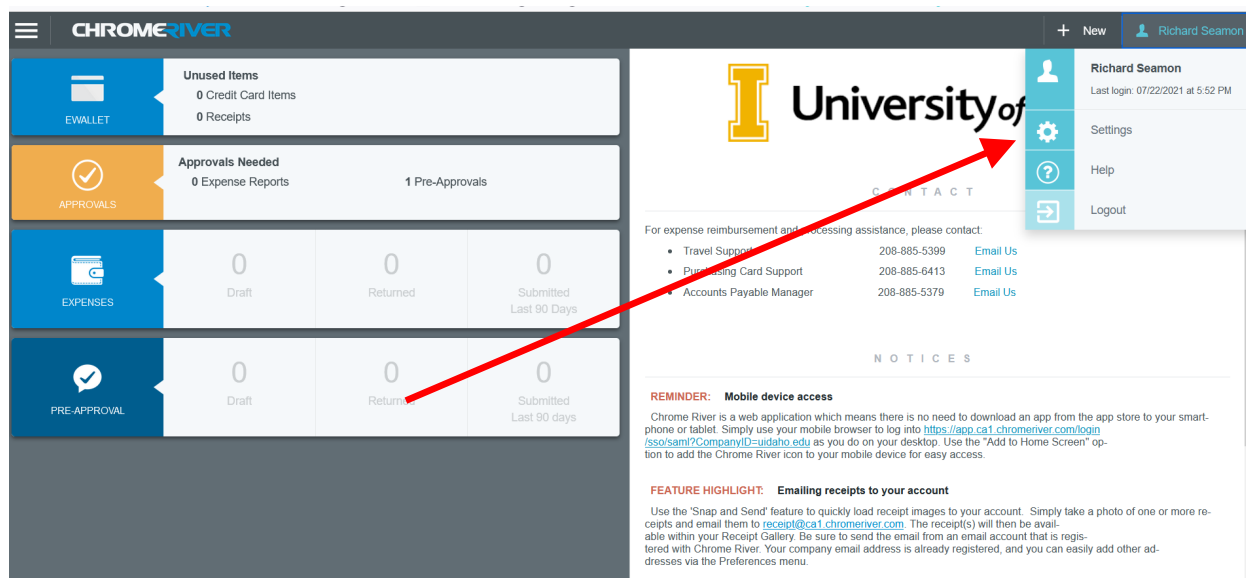 CHROMERIVER
+ New
Richard Seamon
Richard Seamon
Last login: 07/22/2021 at 5:52 PM
Settings
Help
Logout
EWALLET
Unused Items
0 Credit Card Items
0 Receipts
APPROVALS
Approvals Needed
0 Expense Reports 1 Pre-Approvals
EXPENSES
0 0 0
Draft Returned Submitted
Last 90 Days
PRE-APPROVAL
0 0 0
Draft Returned Submitted
Last 90 days
I University of
CONTACT
For expense reimbursement and processing assistance, please contact:
• Travel Support 208-885-5399 Email Us
• Purchasing Card Support 208-885-6413 Email Us
• Accounts Payable Manager 208-885-5379 Email Us
NOTICES
REMINDER: Mobile device access
Chrome River is a web application which means there is no need to download an app from the app store to your smart-
phone or tablet. Simply use your mobile browser to log into https://app.ca1.chromeriver.com/login
/sso/saml?CompanyID=uidaho.edu as you do on your desktop. Use the "Add to Home Screen" op-
tion to add the Chrome River icon to your mobile device for easy access.
FEATURE HIGHLIGHT: Emailing receipts to your account
Use the 'Snap and Send' feature to quickly load receipt images to your account. Simply take a photo of one or more re-
ceipts and email them to receipt@ca1.chromeriver.com. The receipt(s) will then be avail-
able within your Receipt Gallery. Be sure to send the email from an email account that is regis-
tered with Chrome River. Your company email address is already registered, and you can easily add other ad-
dresses via the Preferences menu.